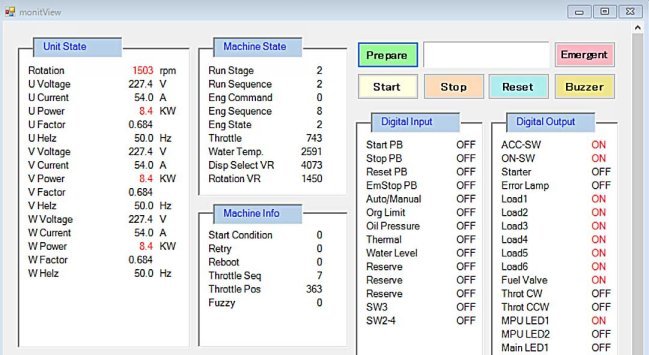 monitView
Unit State
Rotation 1503 rpm
U Voltage 227.4 V
U Current 54.0 A
U Power 8.4 KW
U Factor 0.684
U Helz 50.0 Hz
V Voltage 227.4 V
V Current 54.0 A
V Power 8.4 KW
V Factor 0.684
V Helz 50.0 Hz
W Voltage 227.4 V
W Current 54.0 A
W Power 8.4 KW
W Factor 0.684
W Helz 50.0 Hz
Machine State
Run Stage 2
Run Sequence 2
Eng Command 0
Eng Sequence 8
Eng State 2
Throttle 743
Water Temp. 2591
Disp Select VR 4073
Rotation VR 1450
Machine Info
Start Condition 0
Retry 0
Reboot 0
Throttle Seq 7
Throttle Pos 363
Fuzzy 0
Prepare
Emergent
Start Stop Reset Buzzer
Digital Input
Start PB OFF
Stop PB OFF
Reset PB OFF
EmStop PB OFF
Auto/Manual OFF
Org Limit OFF
Oil Pressure OFF
Thermal OFF
Water Level OFF
Reserve OFF
Reserve OFF
Reserve OFF
SW3 OFF
SW2-4 OFF
Digital Output
ACC-SW ON
ON-SW ON
Starter OFF
Error Lamp OFF
Load1 ON
Load2 ON
Load3 ON
Load4 ON
Load5 ON
Load6 ON
Fuel Valve ON
Throt CW OFF
Throt CCW OFF
MPU LED1 ON
MPU LED2 OFF
Main LED1 OFF